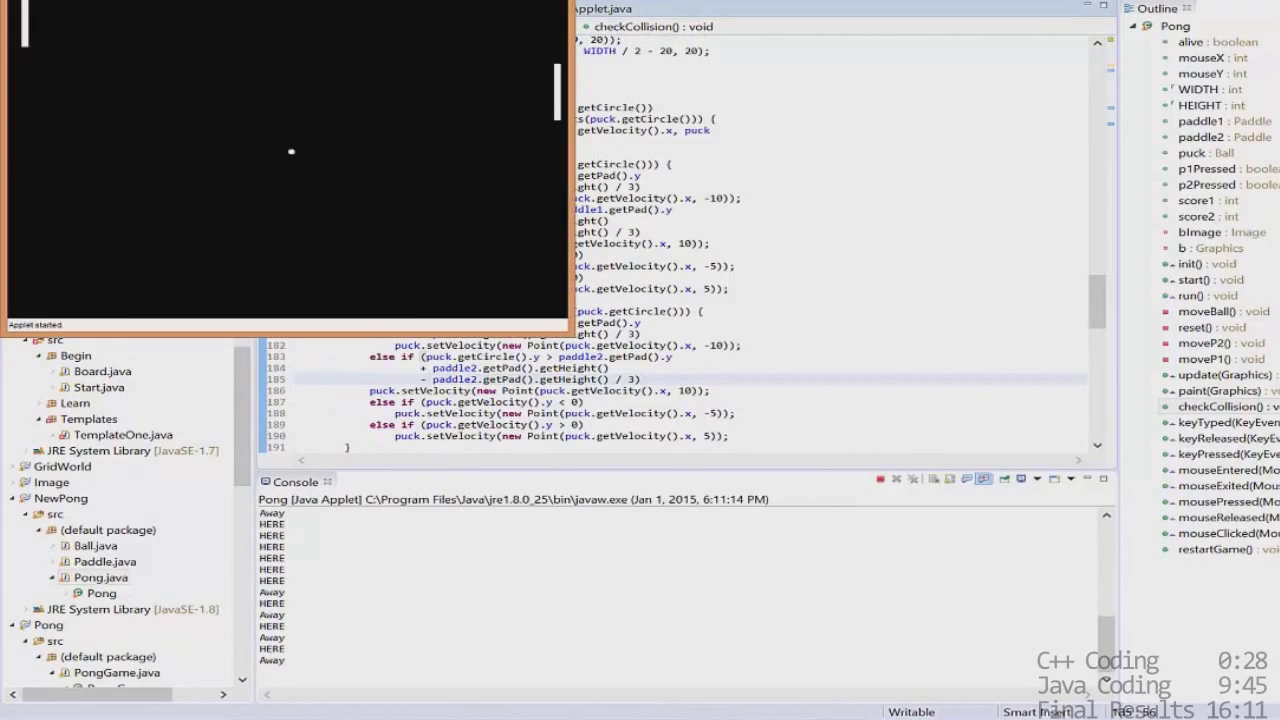 Applet.java
checkCollision() : void
, 20));
WIDTH / 2 - 20, 20);
getCircle())
s(puck.getCircle())) {
getVelocity().x, puck
getCircle())) {
getPad().y
ight() / 3)
uck.getVelocity().x, -10));
ddle1.getPad().y
ight()
ight() / 3)
getVelocity().x, 10));
0)
uck.getVelocity().x, -5));
0)
uck.getVelocity().x, 5));
(puck.getCircle())) {
getPad().y
ight() / 3)
182 puck.setVelocity(new Point(puck.getVelocity().x, -10));
183 else if (puck.getCircle().y > paddle2.getPad().y
184 + paddle2.getPad().getHeight()
185 - paddle2.getPad().getHeight() / 3)
186 puck.setVelocity(new Point(puck.getVelocity().x, 10));
187 else if (puck.getVelocity().y < 0)
188 puck.setVelocity(new Point(puck.getVelocity().x, -5));
189 else if (puck.getVelocity().y > 0)
190 puck.setVelocity(new Point(puck.getVelocity().x, 5));
191 }
Applet started.
src
Begin
Board.java
Start.java
Learn
Templates
TemplateOne.java
JRE System Library [JavaSE-1.7]
GridWorld
Image
NewPong
src
(default package)
Ball.java
Paddle.java
Pong.java
Pong
JRE System Library [JavaSE-1.8]
Pong
src
(default package)
PongGame.java
Console
Pong [Java Applet] C:\Program Files\Java\jre1.8.0_25\bin\javaw.exe (Jan 1, 2015, 6:11:14 PM)
Away
HERE
HERE
HERE
HERE
HERE
HERE
Away
HERE
Away
HERE
Away
HERE
Away
Outline
Pong
alive : boolean
mouseX : int
mouseY : int
WIDTH : int
HEIGHT : int
paddle1 : Paddle
paddle2 : Paddle
puck : Ball
p1Pressed : boolea
p2Pressed : boolea
score1 : int
score2 : int
bImage : Image
b : Graphics
init() : void
start() : void
run() : void
moveBall() : void
reset() : void
moveP2() : void
moveP1() : void
update(Graphics) :
paint(Graphics) : vo
checkCollision() : v
keyTyped(KeyEven
keyReleased(KeyEv
keyPressed(KeyEve
mouseEntered(Mo
mouseExited(Mous
mousePressed(Mo
mouseReleased(M
mouseClicked(Mou
restartGame() : voi
C++ Coding 0:28
Java Coding 9:45
Final Results 16:11
Writable
Smart Insert